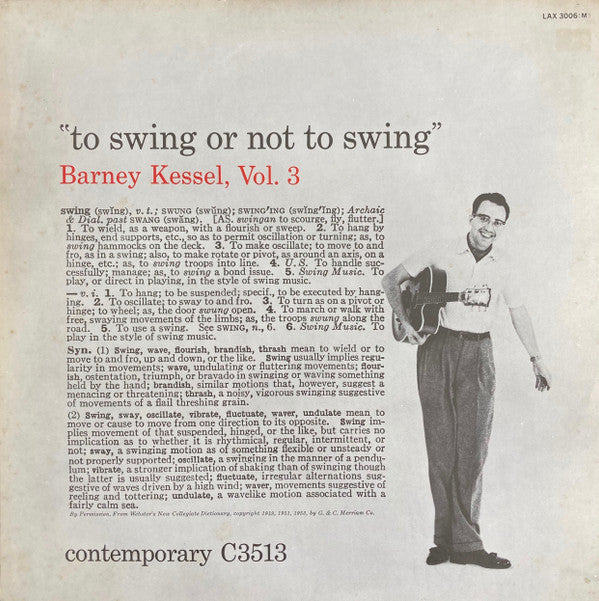 LAX 3006(M)
"to swing or not to swing"
Barney Kessel, Vol. 3
swing (swĭng), v.t.; SWUNG (swŭng); SWING'ING (swĭng'ĭng); Archaic
& Dial. past SWANG (swăng). [AS. swingan to scourge, fly, flutter.]
1. To wield, as a weapon, with a flourish or sweep. 2. To hang by
hinges, end supports, etc., so as to permit oscillation or turning; as, to
swing hammocks on the deck. 3. To make oscillate; to move to and
fro, as in a swing; also, to make rotate or pivot, as around an axis, on a
hinge, etc.; as, to swing troops into line. 4. U. S. To handle suc-
cessfully; manage; as, to swing a bond issue. 5. Swing Music. To
play, or direct in playing, in the style of swing music.
—v.i. 1. To hang; to be suspended; specif., to be executed by hang-
ing. 2. To oscillate; to sway to and fro. 3. To turn as on a pivot or
hinge; to wheel; as, the door swung open. 4. To march or walk with
free, swaying movements of the limbs; as, the troops swung along the
road. 5. To use a swing. See SWING, n., 6. 6. Swing Music. To
play in the style of swing music.
Syn. (1) Swing, wave, flourish, brandish, thrash mean to wield or to
move to and fro, up and down, or the like. Swing usually implies regu-
larity in movements; wave, undulating or fluttering movements; flour-
ish, ostentation, triumph, or bravado in swinging or waving something
held by the hand; brandish, similar motions that, however, suggest a
menacing or threatening; thrash, a noisy, vigorous swinging suggestive
of movements of a flail threshing grain.
(2) Swing, sway, oscillate, vibrate, fluctuate, waver, undulate mean to
move or cause to move from one direction to its opposite. Swing im-
plies movement of that suspended, hinged, or the like, but carries no
implication as to whether it is rhythmical, regular, intermittent, or
not; sway, a swinging motion as of something flexible or unsteady or
not properly supported; oscillate, a swinging in the manner of a pendu-
lum; vibrate, a stronger implication of shaking than of swinging though
the latter is usually suggested; fluctuate, irregular alternations sug-
gestive of waves driven by a high wind; waver, movements suggestive of
reeling and tottering; undulate, a wavelike motion associated with a
fairly calm sea.
By Permission. From Webster's New Collegiate Dictionary, copyright 1949, 1951, 1953, by G. & C. Merriam Co.
contemporary C3513